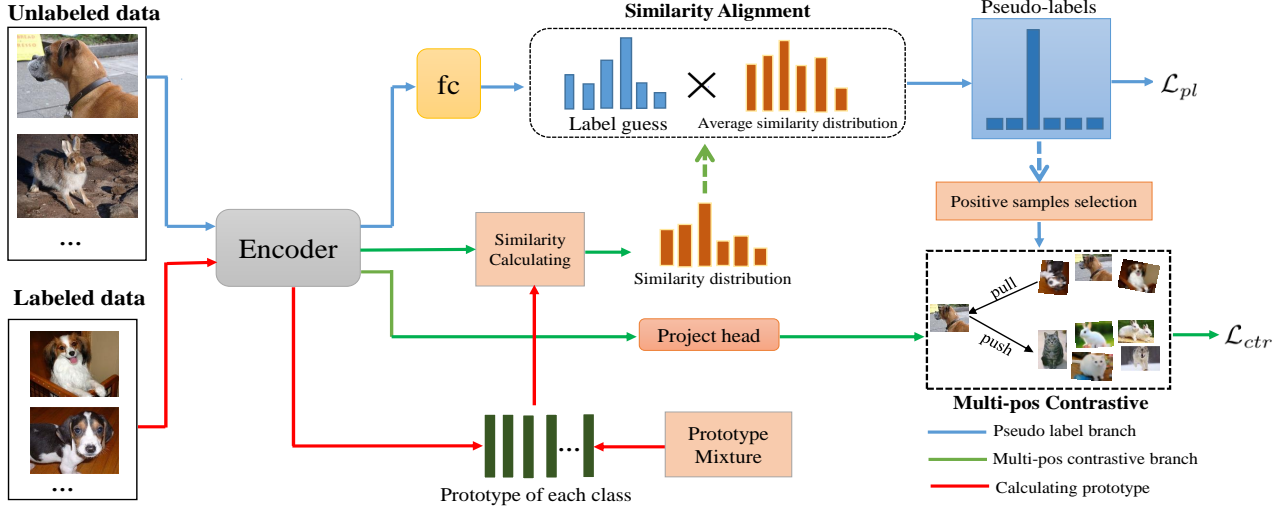 Unlabeled data
...
Labeled data
...
Encoder
fc
Similarity Alignment
Label guess
×
Average similarity distribution
Pseudo-labels
ℒpl
Positive samples selection
Similarity
Calculating
Similarity distribution
Project head
pull
push
Multi-pos Contrastive
ℒctr
...
Prototype of each class
Prototype
Mixture
Pseudo label branch
Multi-pos contrastive branch
Calculating prototype